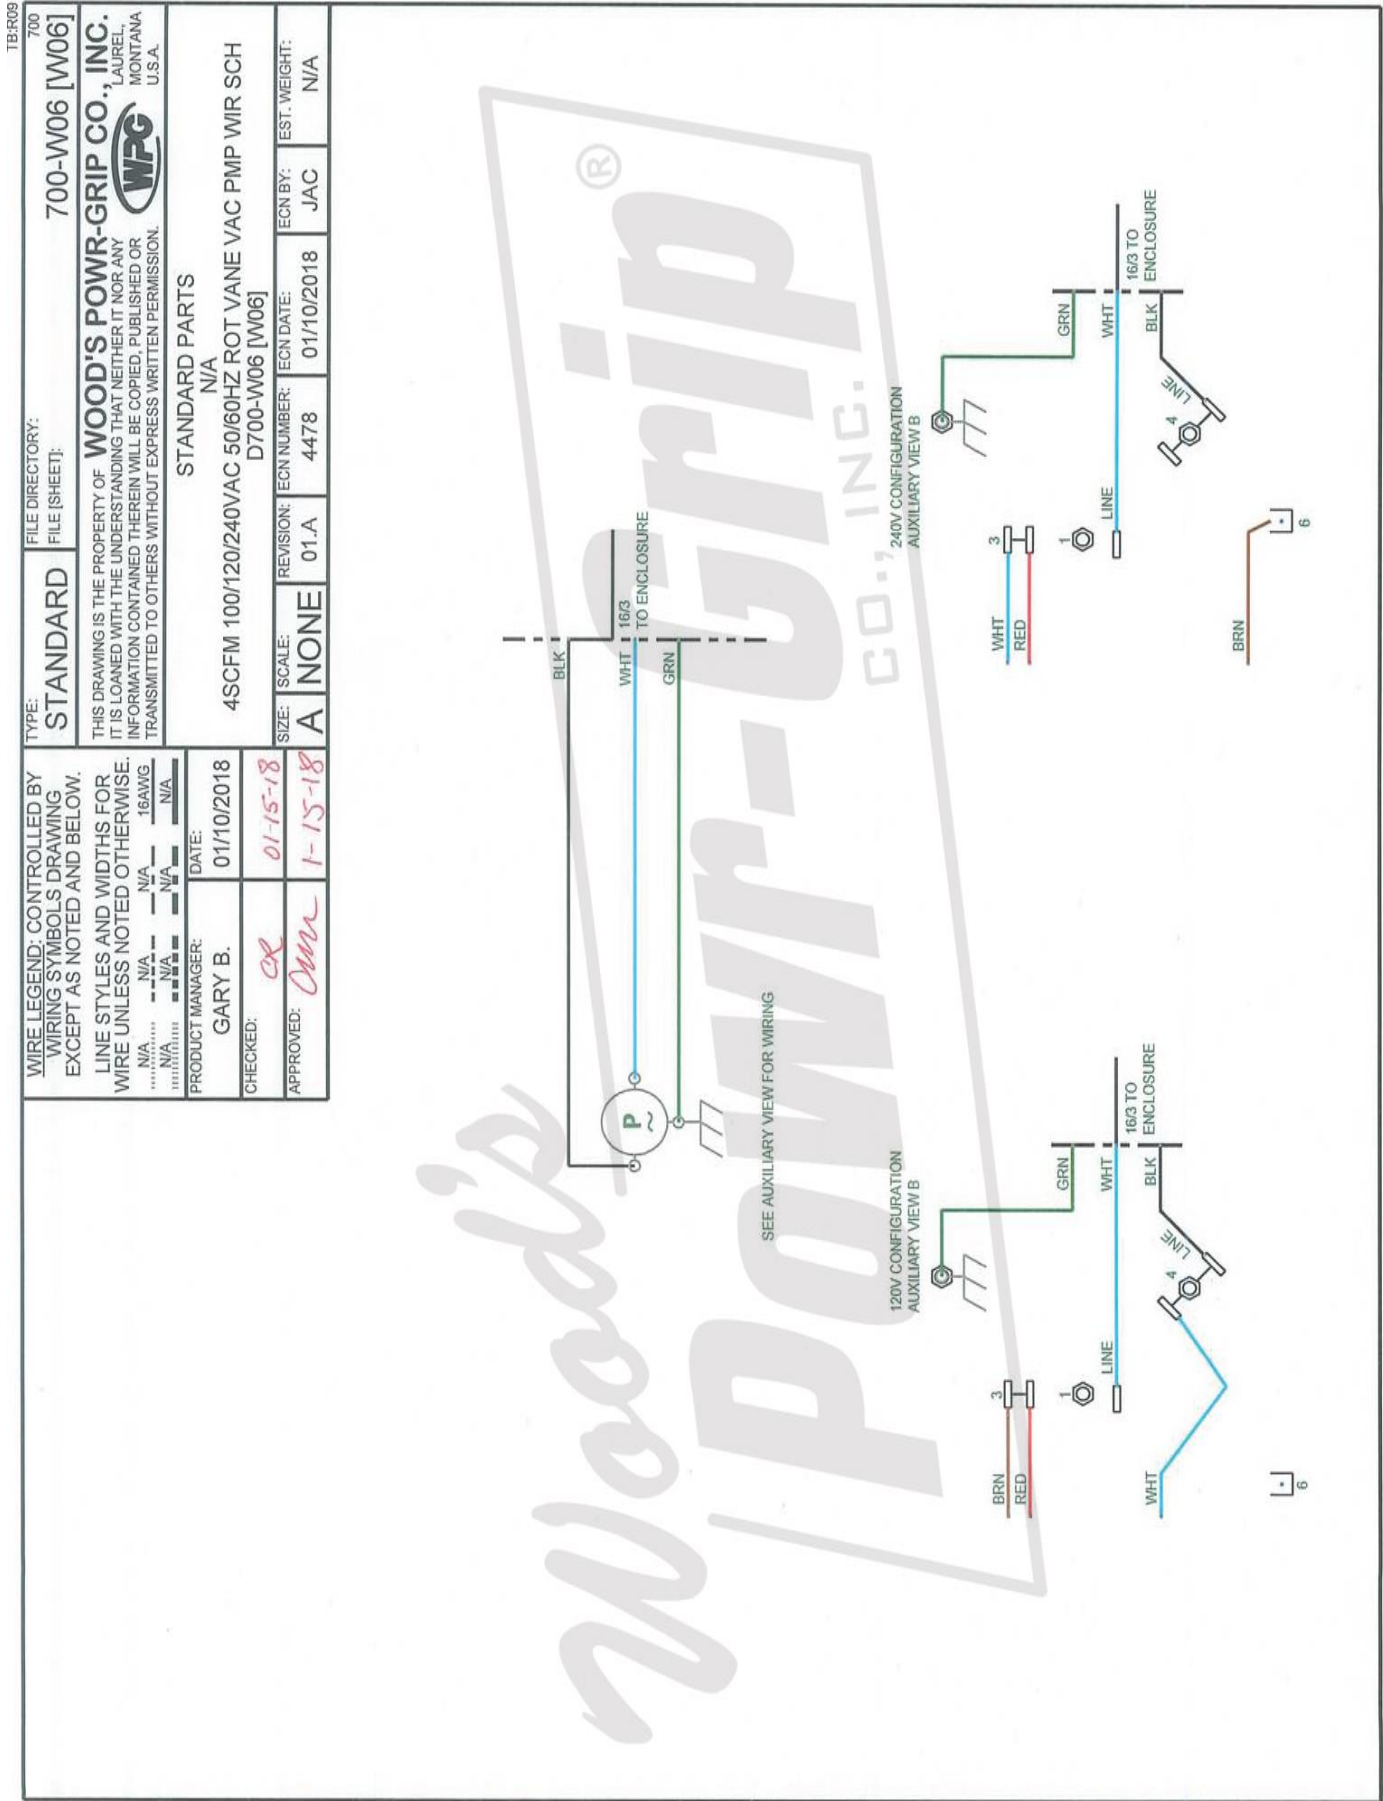 TB:R09
WIRE LEGEND: CONTROLLED BY
WIRING SYMBOLS DRAWING
EXCEPT AS NOTED AND BELOW.
LINE STYLES AND WIDTHS FOR
WIRE UNLESS NOTED OTHERWISE.
N/A N/A N/A 16AWG
N/A N/A N/A N/A
PRODUCT MANAGER:
GARY B.
DATE:
01/10/2018
CHECKED:
CR
01-15-18
APPROVED:
1-15-18
TYPE:
STANDARD
FILE DIRECTORY:
700
FILE [SHEET]:
700-W06 [W06]
THIS DRAWING IS THE PROPERTY OF WOOD'S POWR-GRIP CO., INC.
IT IS LOANED WITH THE UNDERSTANDING THAT NEITHER IT NOR ANY
INFORMATION CONTAINED THEREIN WILL BE COPIED, PUBLISHED OR
TRANSMITTED TO OTHERS WITHOUT EXPRESS WRITTEN PERMISSION.
WPG
LAUREL,
MONTANA
U.S.A.
STANDARD PARTS
N/A
4SCFM 100/120/240VAC 50/60HZ ROT VANE VAC PMP WIR SCH
D700-W06 [W06]
SIZE:
A
SCALE:
NONE
REVISION:
01.A
ECN NUMBER:
4478
ECN DATE:
01/10/2018
ECN BY:
JAC
EST. WEIGHT:
N/A
Wood's
Powr-Grip
®
CO., INC.
BLK
WHT
GRN
16/3
TO ENCLOSURE
P
~
SEE AUXILIARY VIEW FOR WIRING
120V CONFIGURATION
AUXILIARY VIEW B
BRN
RED
3
1
LINE
GRN
WHT
BLK
16/3 TO
ENCLOSURE
LINE
4
WHT
6
240V CONFIGURATION
AUXILIARY VIEW B
WHT
RED
3
1
LINE
GRN
WHT
BLK
16/3 TO
ENCLOSURE
LINE
4
BRN
6